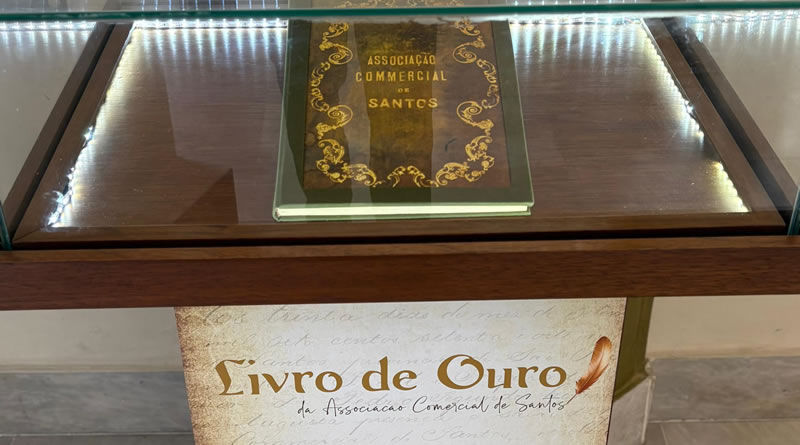 ASSOCIAÇÃO
COMMERCIAL
DE
SANTOS
Livro de Ouro
da Associacao Comercial de Santos